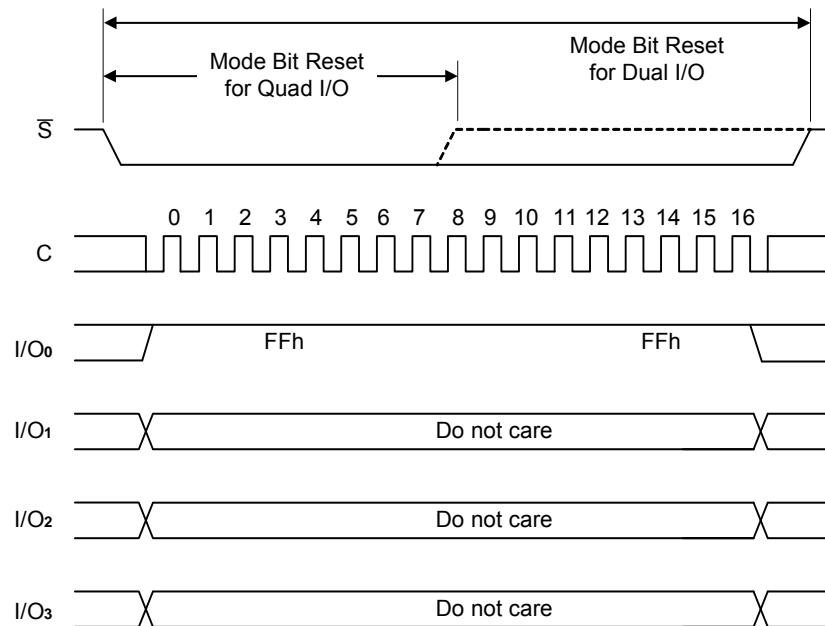 Mode Bit Reset
for Quad I/O
Mode Bit Reset
for Dual I/O
S
0 1 2 3 4 5 6 7 8 9 10 11 12 13 14 15 16
C
I/O0 FFh FFh
I/O1 Do not care
I/O2 Do not care
I/O3 Do not care